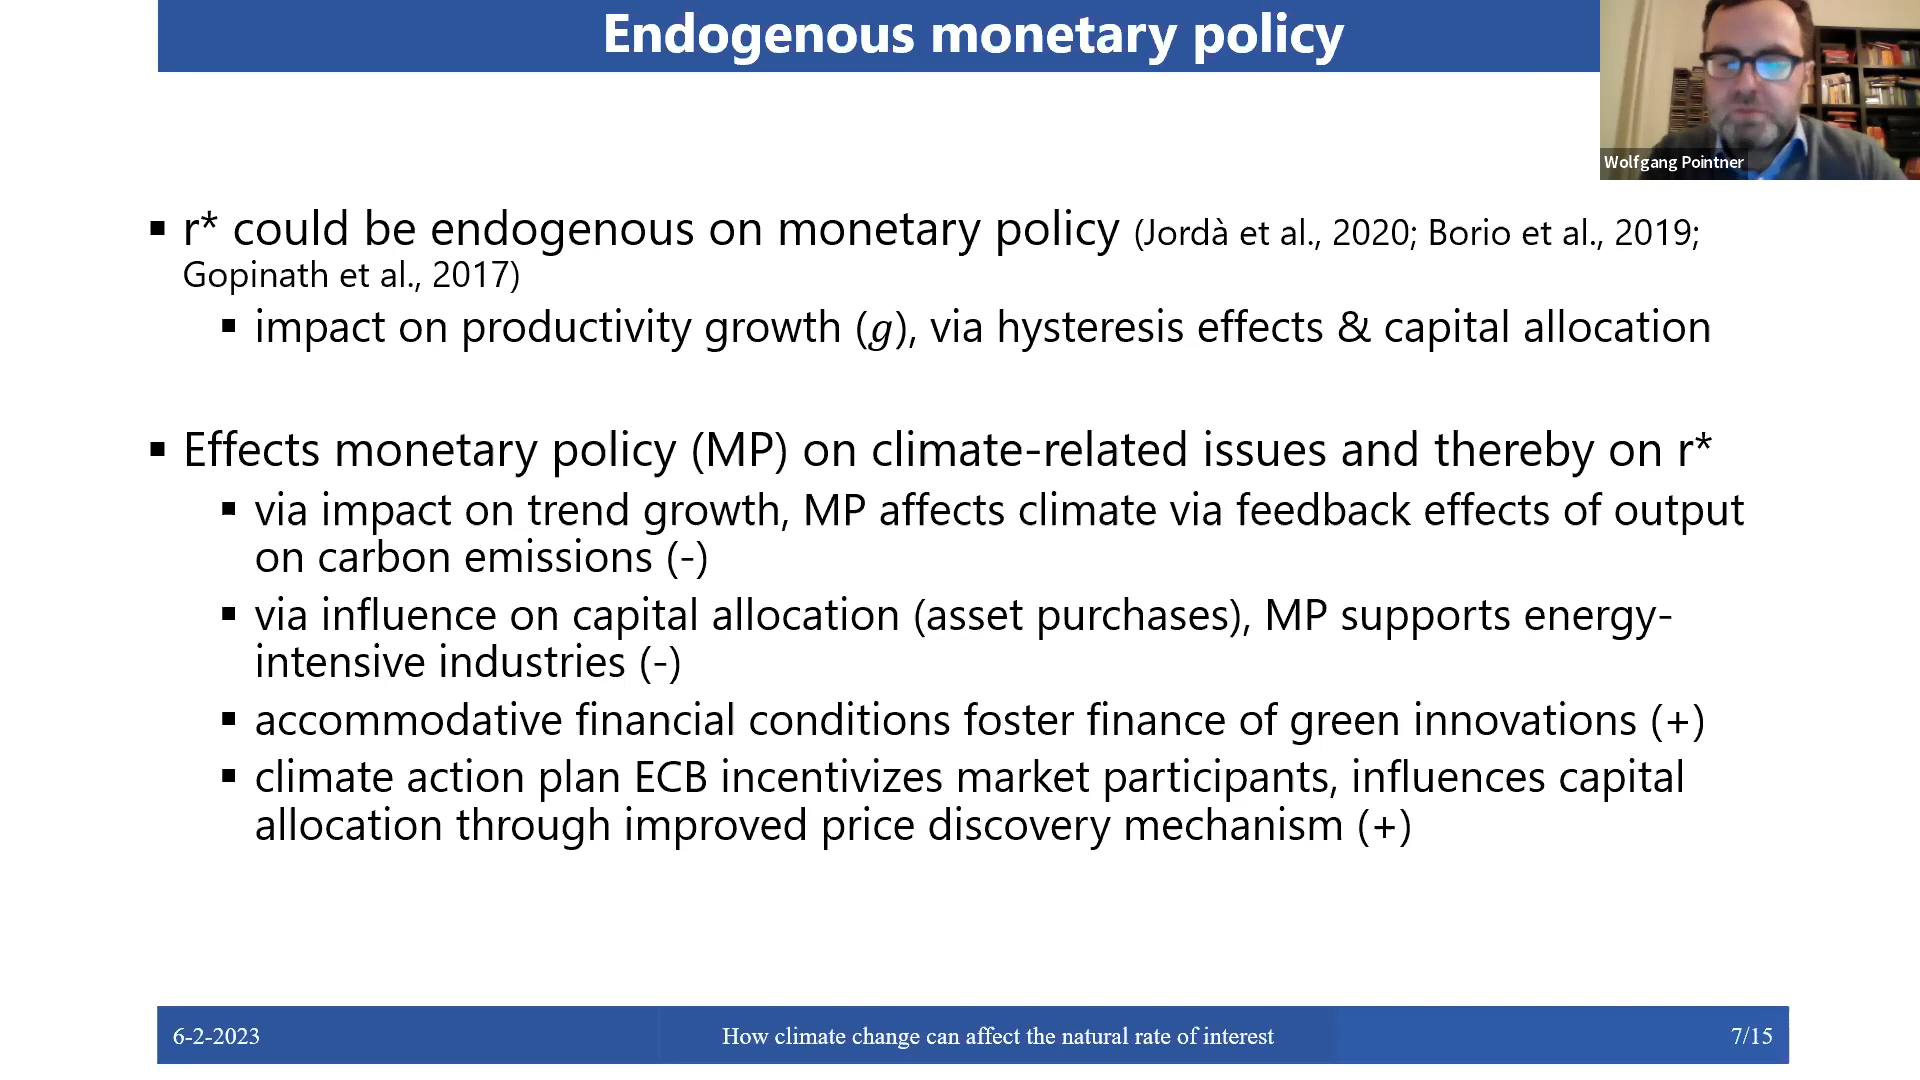 Endogenous monetary policy
Wolfgang Pointner
▪ r* could be endogenous on monetary policy (Jordà et al., 2020; Borio et al., 2019;
Gopinath et al., 2017)
▪ impact on productivity growth (g), via hysteresis effects & capital allocation
▪ Effects monetary policy (MP) on climate-related issues and thereby on r*
▪ via impact on trend growth, MP affects climate via feedback effects of output
on carbon emissions (-)
▪ via influence on capital allocation (asset purchases), MP supports energy-
intensive industries (-)
▪ accommodative financial conditions foster finance of green innovations (+)
▪ climate action plan ECB incentivizes market participants, influences capital
allocation through improved price discovery mechanism (+)
6-2-2023
How climate change can affect the natural rate of interest
7/15